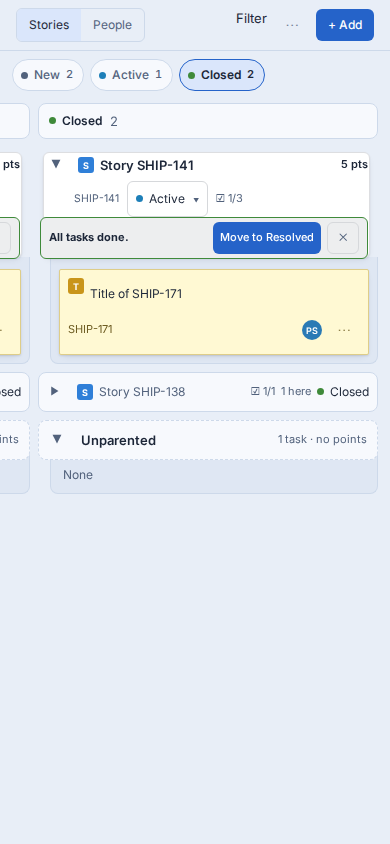 Stories People Filter ... + Add
New 2 Active 1 Closed 2
Closed 2
pts
S Story SHIP-141 5 pts
SHIP-141 Active ☑ 1/3
All tasks done. Move to Resolved ×
T Title of SHIP-171
SHIP-171 PS ...
S Story SHIP-138 ☑ 1/1 1 here Closed
Unparented 1 task · no points
None